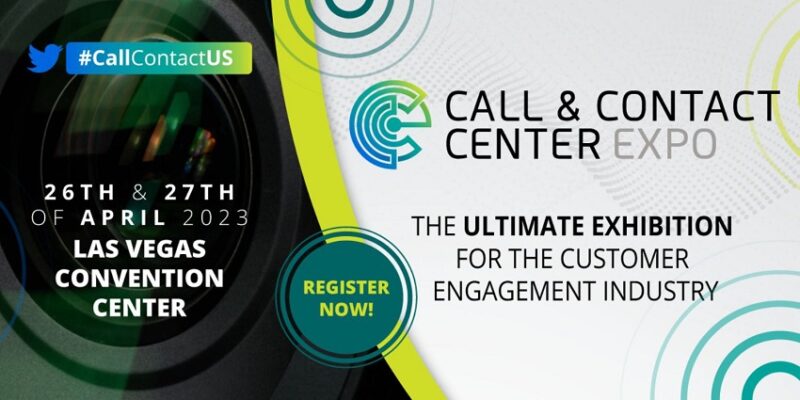 #CallContactUS
26TH & 27TH
OF APRIL 2023
LAS VEGAS
CONVENTION
CENTER
REGISTER
NOW!
CALL & CONTACT
CENTER EXPO
THE ULTIMATE EXHIBITION
FOR THE CUSTOMER
ENGAGEMENT INDUSTRY